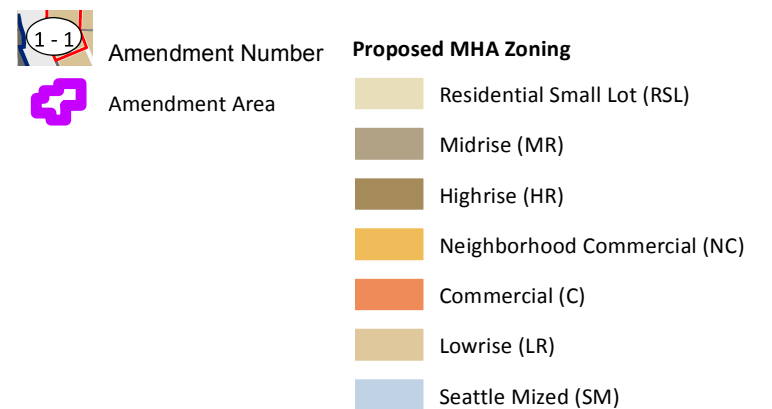 1 - 1
Amendment Number
Amendment Area
Proposed MHA Zoning
Residential Small Lot (RSL)
Midrise (MR)
Highrise (HR)
Neighborhood Commercial (NC)
Commercial (C)
Lowrise (LR)
Seattle Mized (SM)